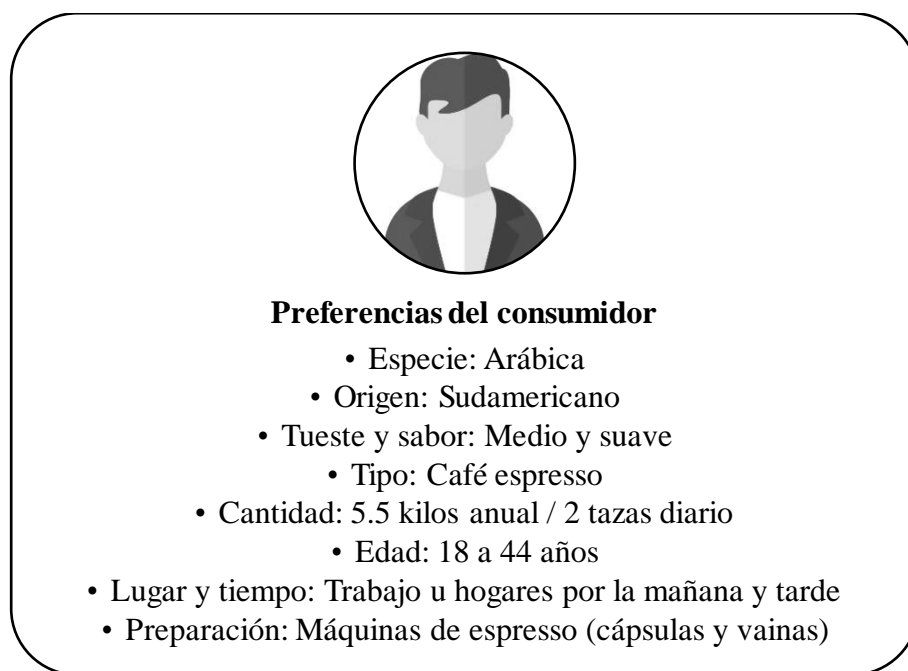 Preferencias del consumidor
• Especie: Arábica
• Origen: Sudamericano
• Tueste y sabor: Medio y suave
• Tipo: Café espresso
• Cantidad: 5.5 kilos anual / 2 tazas diario
• Edad: 18 a 44 años
• Lugar y tiempo: Trabajo u hogares por la mañana y tarde
• Preparación: Máquinas de espresso (cápsulas y vainas)